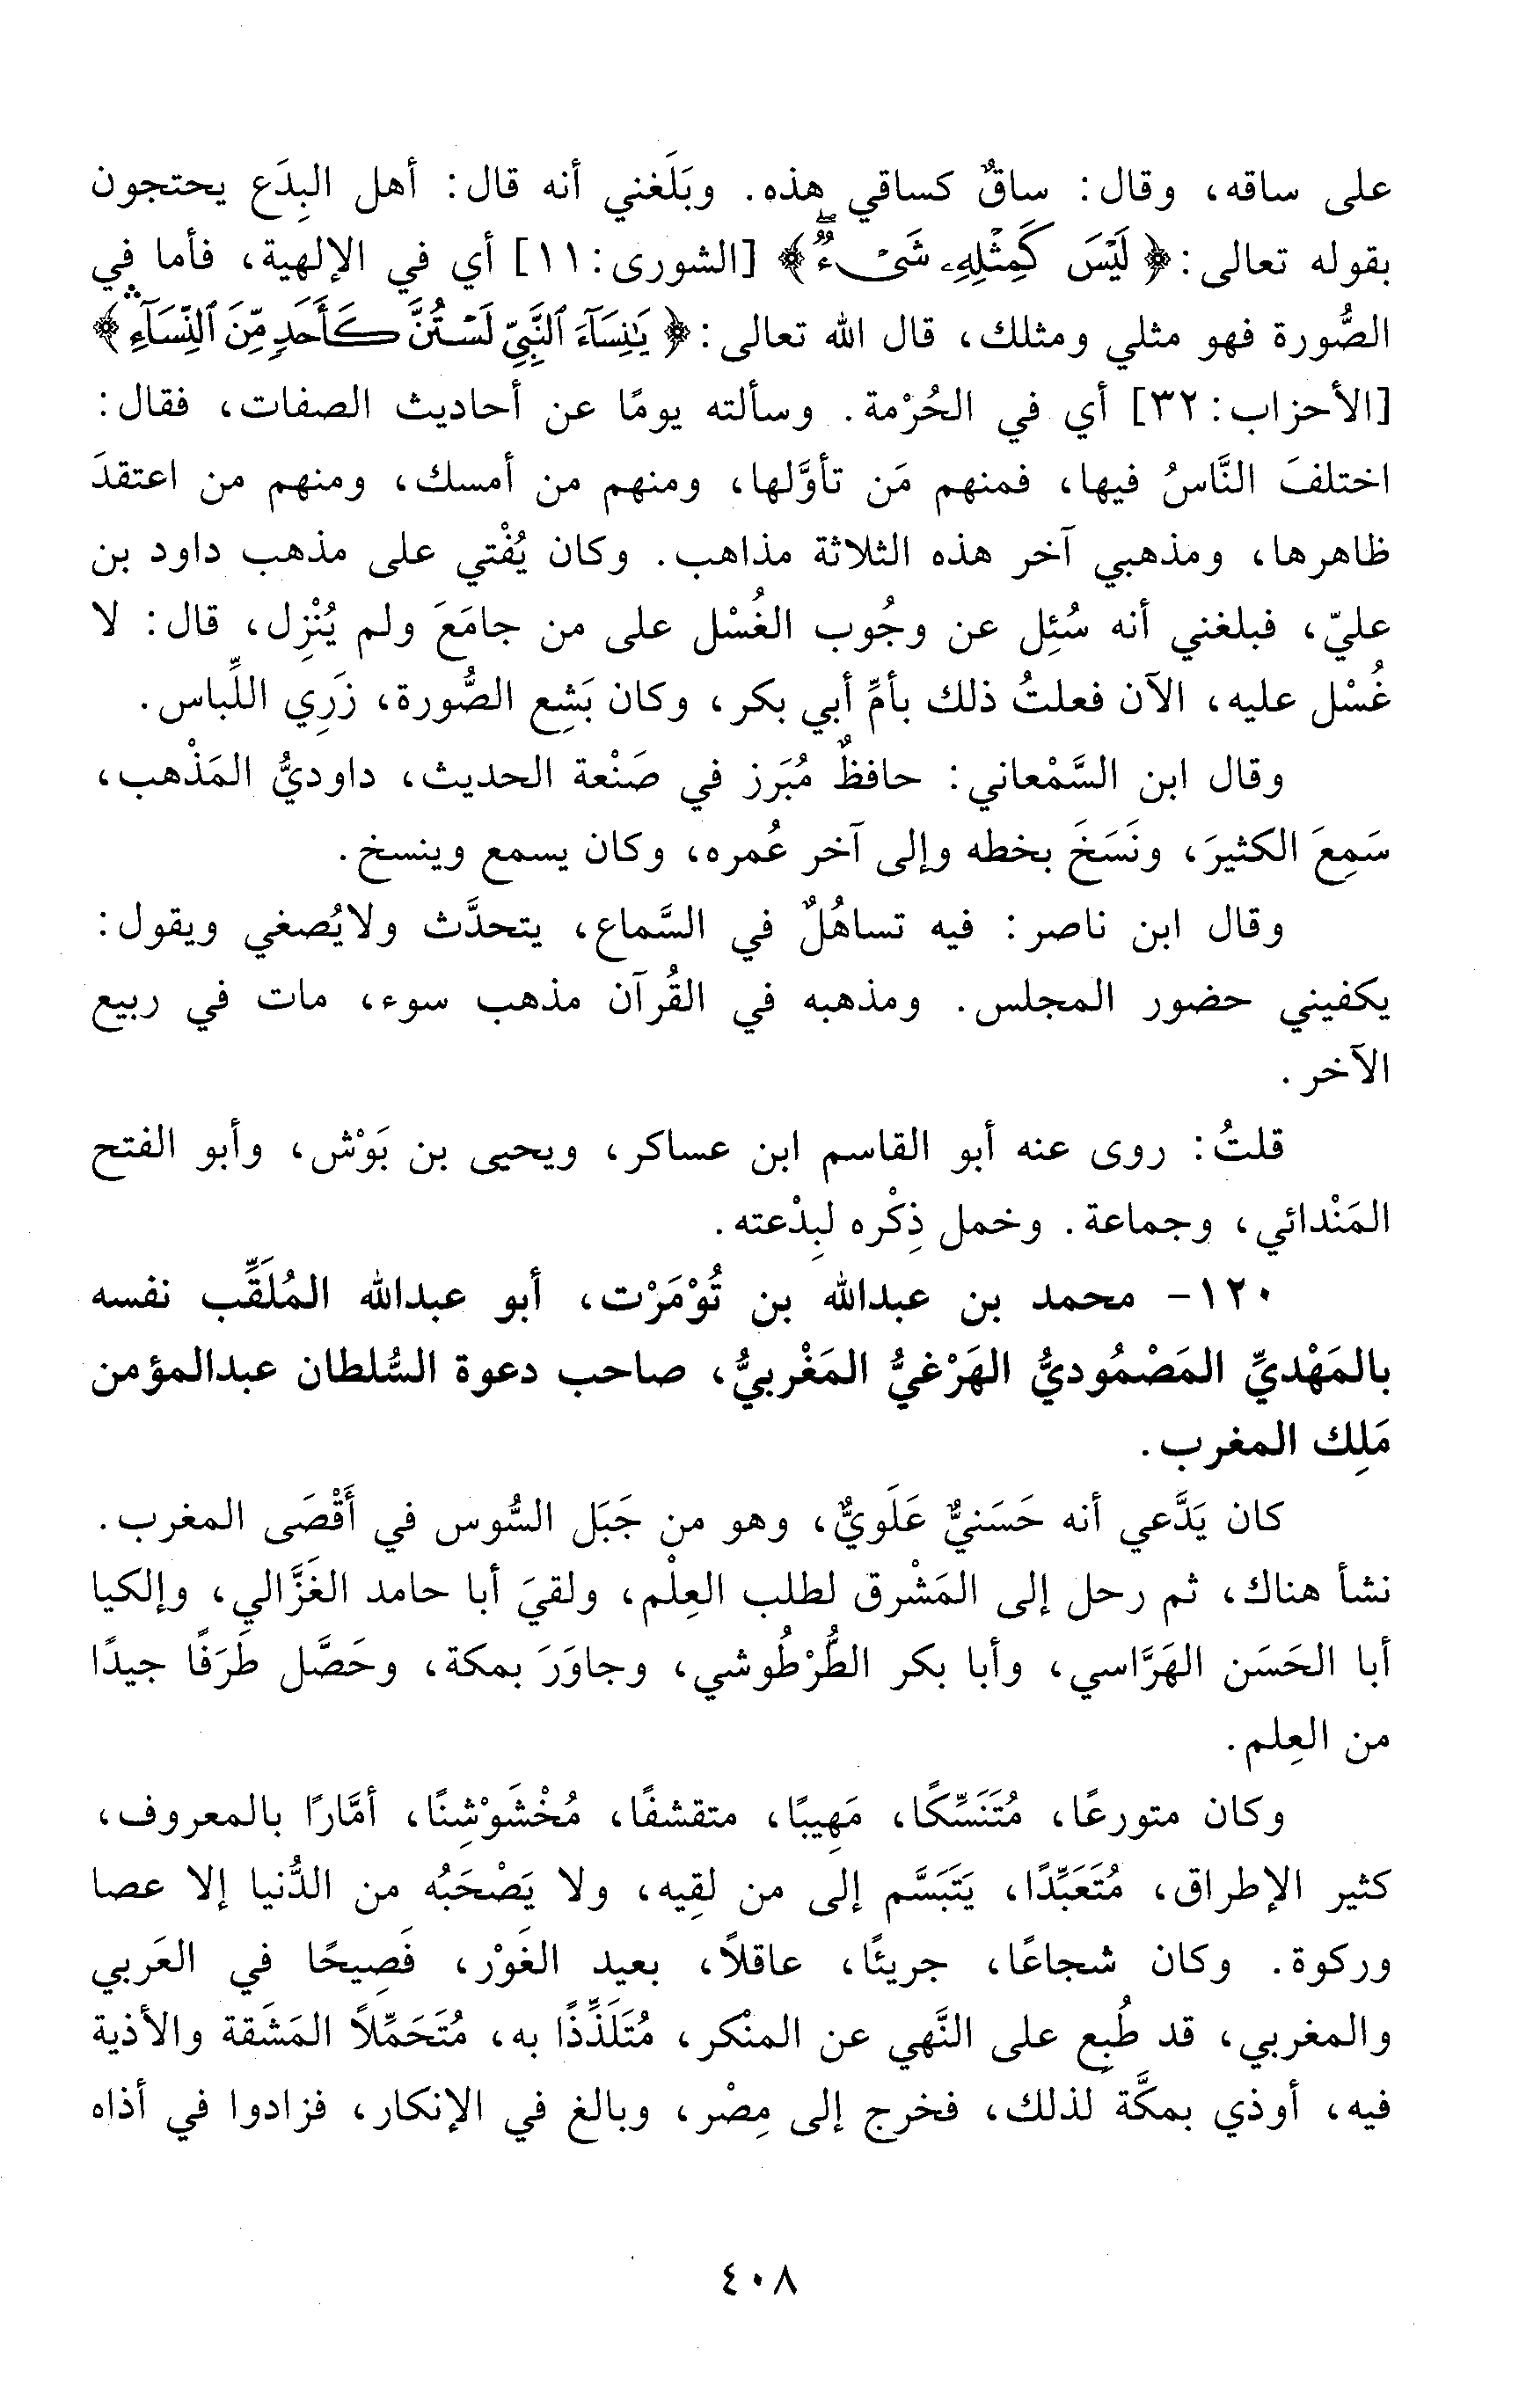 على ساقه، وقال: ساقٌ كساقي هذه. وبَلَغني أنه قال: أهل البِدَع يحتجون
بقوله تعالى: ﴿لَيْسَ كَمِثْلِهِۦ شَىْءٌۖ﴾ [الشورى: ١١] أي في الإلهية، فأما في
الصُّورة فهو مثلي ومثلك، قال الله تعالى: ﴿يَٰنِسَآءَ ٱلنَّبِىِّ لَسْتُنَّ كَأَحَدٍ مِّنَ ٱلنِّسَآءِۚ﴾
[الأحزاب: ٣٢] أي في الحُرْمة. وسألته يومًا عن أحاديث الصفات، فقال:
اختلفَ النَّاسُ فيها، فمنهم مَن تأوَّلها، ومنهم من أمسك، ومنهم من اعتقدَ
ظاهرها، ومذهبي آخر هذه الثلاثة مذاهب. وكان يُفْتي على مذهب داود بن
عليّ، فبلغني أنه سُئِل عن وجُوب الغُسْل على من جامَعَ ولم يُنْزِل، قال: لا
غُسْل عليه، الآن فعلتُ ذلك بأمِّ أبي بكر، وكان بَشِع الصُّورة، زَرِي اللِّباس.
وقال ابن السَّمْعاني: حافظٌ مُبَرز في صَنْعة الحديث، داوديُّ المَذْهب،
سَمِعَ الكثيرَ، ونَسَخَ بخطه وإلى آخر عُمره، وكان يسمع وينسخ.
وقال ابن ناصر: فيه تساهُلٌ في السَّماع، يتحدَّث ولايُصغي ويقول:
يكفيني حضور المجلس. ومذهبه في القُرآن مذهب سوء، مات في ربيع
الآخر.
قلتُ: روى عنه أبو القاسم ابن عساكر، ويحيى بن بَوْش، وأبو الفتح
المَنْدائي، وجماعة. وخمل ذِكْره لبِدْعته.
١٢٠- محمد بن عبدالله بن تُوْمَرْت، أبو عبدالله المُلَقِّب نفسه
بالمَهْديِّ المَصْمُوديُّ الهَرْغيُّ المَغْربيُّ، صاحب دعوة السُّلطان عبدالمؤمن
مَلِك المغرب.
كان يَدَّعي أنه حَسَنيٌّ عَلَويٌّ، وهو من جَبَل السُّوس في أَقْصَى المغرب.
نشأ هناك، ثم رحل إلى المَشْرق لطلب العِلْم، ولقيَ أبا حامد الغَزَّالي، وإلكيا
أبا الحَسَن الهَرَّاسي، وأبا بكر الطُّرْطُوشي، وجاوَرَ بمكة، وحَصَّل طَرَفًا جيدًا
من العِلم.
وكان متورعًا، مُتَنَسِّكًا، مَهِيبًا، متقشفًا، مُخْشَوْشِنًا، أمَّارًا بالمعروف،
كثير الإطراق، مُتَعَبِّدًا، يَتَبَسَّم إلى من لقِيه، ولا يَصْحَبُه من الدُّنيا إلا عصا
وركوة. وكان شجاعًا، جريئًا، عاقلاً، بعيد الغَوْر، فَصِيحًا في العَربي
والمغربي، قد طُبِع على النَّهي عن المنْكر، مُتَلَذِّذًا به، مُتَحَمِّلاً المَشَقة والأذية
فيه، أوذي بمكَّة لذلك، فخرج إلى مِصْر، وبالغ في الإنكار، فزادوا في أذاه
٤٠٨